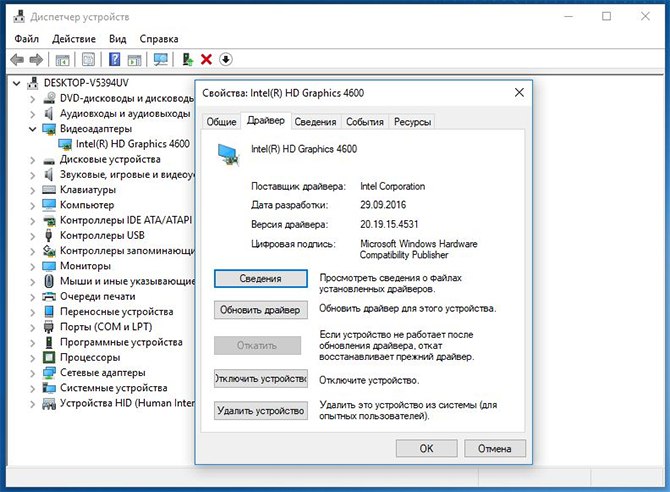 Диспетчер устройств
Файл Действие Вид Справка
DESKTOP-V5394UV
DVD-дисководы и дисководы
Аудиовходы и аудиовыходы
Видеоадаптеры
Intel(R) HD Graphics 4600
Дисковые устройства
Звуковые, игровые и видеоус
Клавиатуры
Компьютер
Контроллеры IDE ATA/ATAPI
Контроллеры USB
Контроллеры запоминающи
Мониторы
Мыши и иные указывающие
Очереди печати
Переносные устройства
Порты (COM и LPT)
Программные устройства
Процессоры
Сетевые адаптеры
Системные устройства
Устройства HID (Human Inter
Свойства: Intel(R) HD Graphics 4600
Общие Драйвер Сведения События Ресурсы
Intel(R) HD Graphics 4600
Поставщик драйвера: Intel Corporation
Дата разработки: 29.09.2016
Версия драйвера: 20.19.15.4531
Цифровая подпись: Microsoft Windows Hardware
Compatibility Publisher
Сведения Просмотреть сведения о файлах
установленных драйверов.
Обновить драйвер Обновить драйвер для этого устройства.
Откатить Если устройство не работает после
обновления драйвера, откат
восстанавливает прежний драйвер.
Отключить устройство Отключите устройство.
Удалить устройство Удалить это устройство из системы (для
опытных пользователей).
OK Отмена